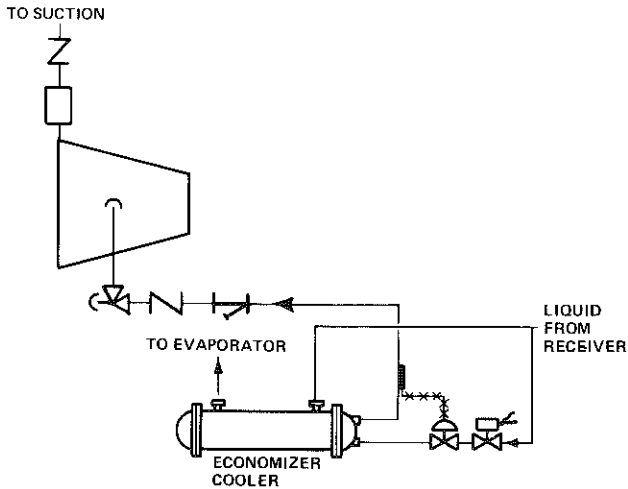 TO SUCTION
LIQUID
FROM
RECEIVER
TO EVAPORATOR
ECONOMIZER
COOLER